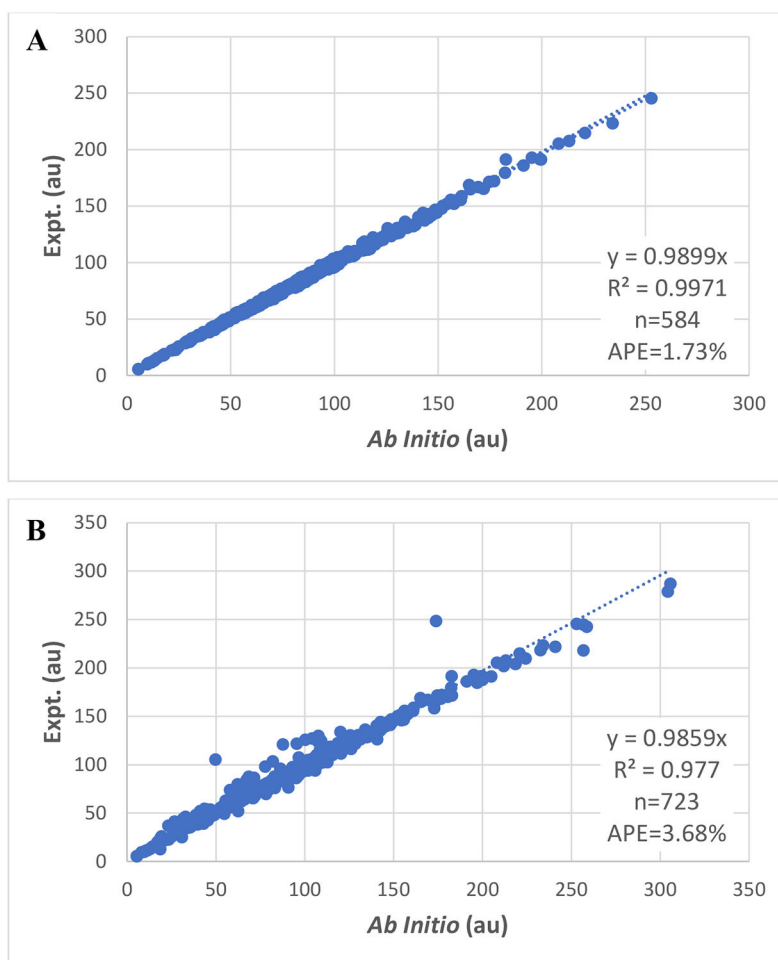 A
300
250
200
150
100
50
0
Expt. (au)
y = 0.9899x
R² = 0.9971
n=584
APE=1.73%
0 50 100 150 200 250 300
Ab Initio (au)
B
350
300
250
200
150
100
50
0
Expt. (au)
y = 0.9859x
R² = 0.977
n=723
APE=3.68%
0 50 100 150 200 250 300 350
Ab Initio (au)